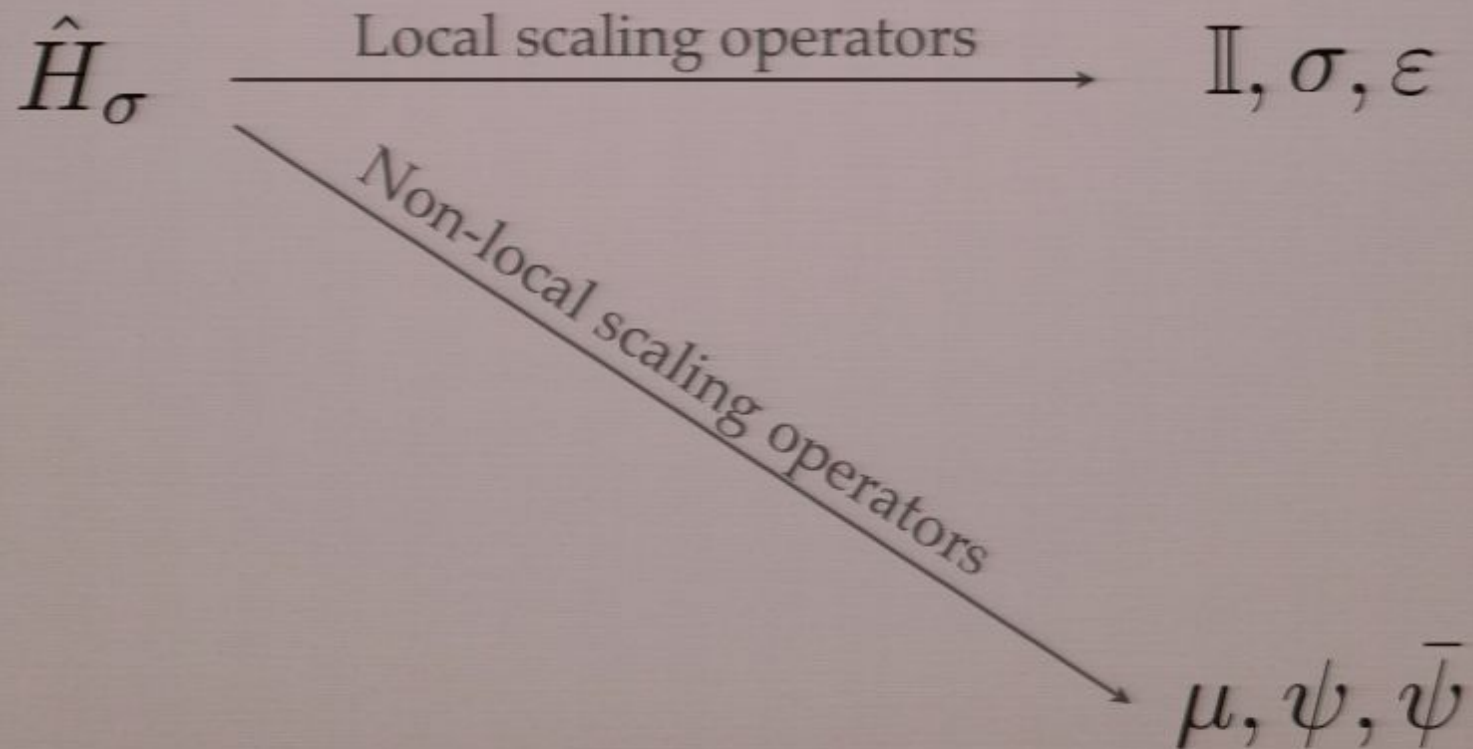 Ĥ_σ
Local scaling operators
𝕀, σ, ε
Non-local scaling operators
μ, ψ, ψ̄